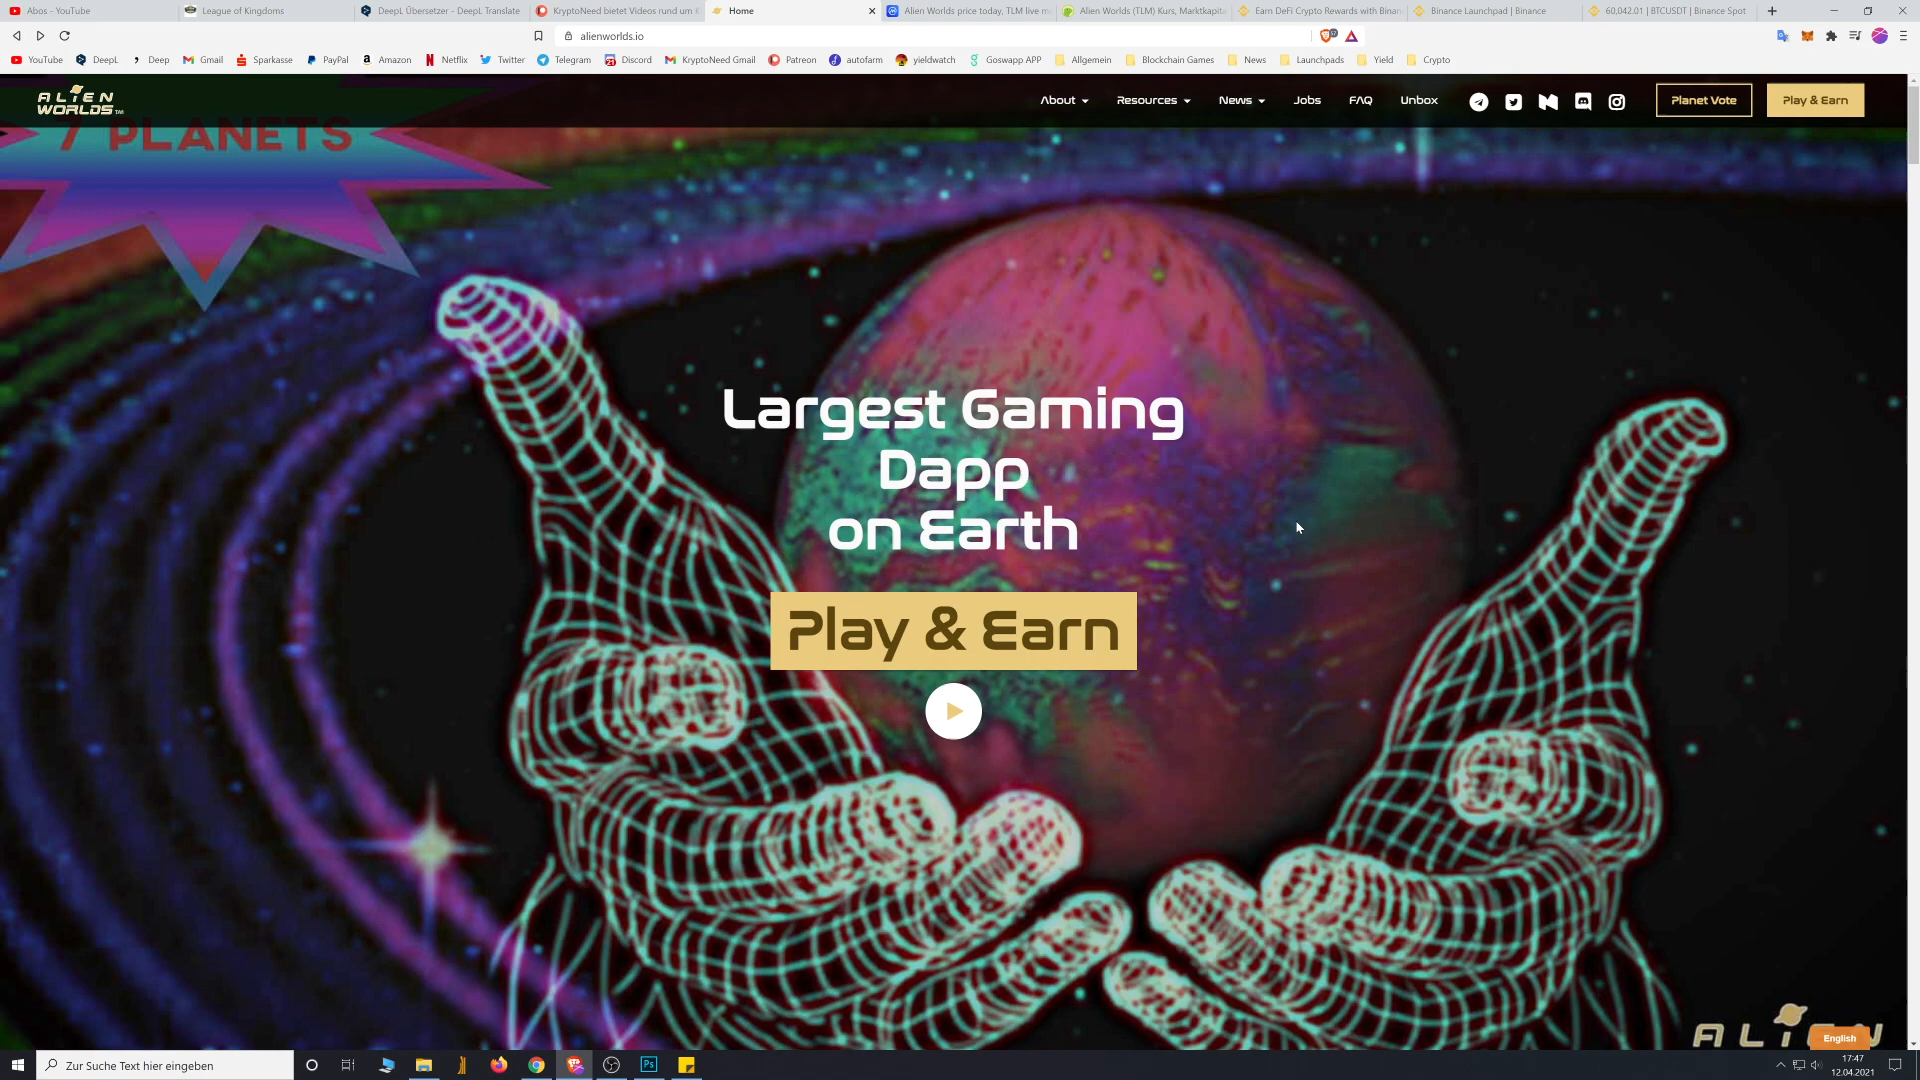 Abos - YouTube
League of Kingdoms
DeepL Übersetzer - DeepL Translate
KryptoNeed bietet Videos rund um K
Home
Alien Worlds price today, TLM live m
Alien Worlds (TLM) Kurs, Marktkapita
Earn DeFi Crypto Rewards with Binan
Binance Launchpad | Binance
60,042.01 | BTCUSDT | Binance Spot
alienworlds.io
YouTube
DeepL
Deep
Gmail
Sparkasse
PayPal
Amazon
Netflix
Twitter
Telegram
Discord
KryptoNeed Gmail
Patreon
autofarm
yieldwatch
Goswapp APP
Allgemein
Blockchain Games
News
Launchpads
Yield
Crypto
ALIEN
WORLDS™
About
Resources
News
Jobs
FAQ
Unbox
Planet Vote
Play & Earn
7 PLANETS
Largest Gaming
Dapp
on Earth
Play & Earn
ALIEN
English
Zur Suche Text hier eingeben
Ps
17:47
12.04.2021